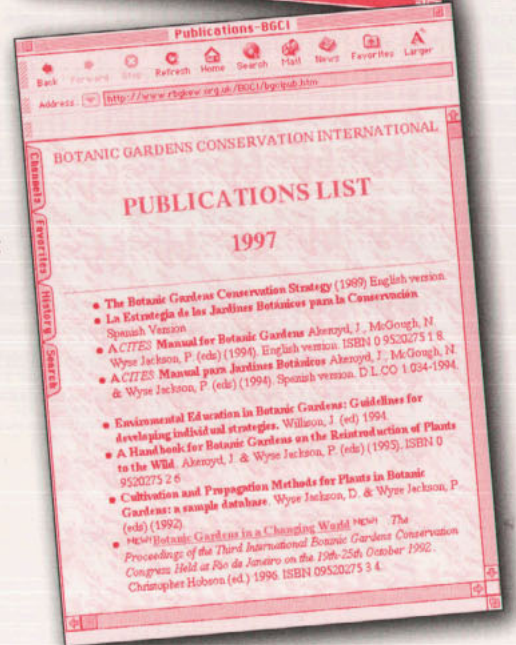 Publications-BGCI
Back Forward Stop Refresh Home Search Mail News Favorites Larger
Address http://www.rbgkew.org.uk/BGCI/bgcipub.htm
Channels Favorites History Search
BOTANIC GARDENS CONSERVATION INTERNATIONAL
PUBLICATIONS LIST
1997
• The Botanic Gardens Conservation Strategy (1989) English version
• La Estrategia de los Jardines Botánicos para la Conservación
Spanish Version
• A CITES Manual for Botanic Gardens Akeroyd, J., McGough, N.
Wyse Jackson, P. (eds) (1994). English version. ISBN 0 9520275 1 8.
• A CITES Manual para Jardines Botánicos Akeroyd, J., McGough, N.
& Wyse Jackson, P. (eds) (1994). Spanish version. D.L.CO 1.034-1994.
• Enviromental Education in Botanic Gardens: Guidelines for
developing individual strategies. Willison, J. (ed) 1994.
• A Handbook for Botanic Gardens on the Reintroduction of Plants
to the Wild. Akeroyd, J. & Wyse Jackson, P. (eds) (1995). ISBN 0
9520275 2 6
• Cultivation and Propagation Methods for Plants in Botanic
Gardens: a sample database. Wyse Jackson, D. & Wyse Jackson, P.
(eds) (1992).
• NEW! Botanic Gardens in a Changing World NEW! The
Proceedings of the Third International Botanic Gardens Conservation
Congress Held at Rio de Janeiro on the 19th-25th October 1992.
Christopher Hobson (ed.) 1996. ISBN 09520275 3 4.